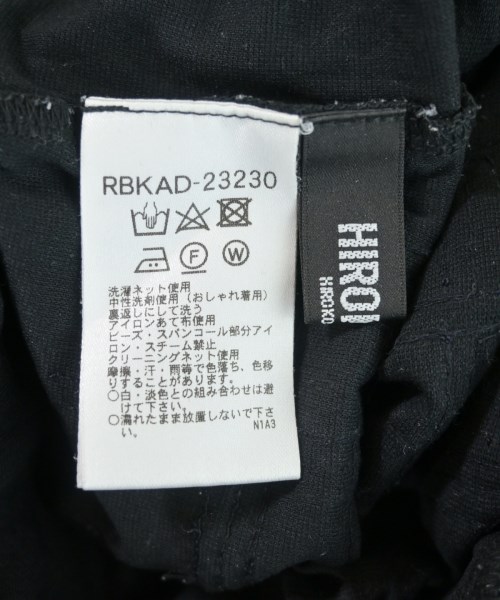 RBKAD-23230
F
W
洗濯ネット使用
中性洗剤使用(おしゃれ着用)
裏返しにして洗う
アイロンあて布使用
ビーズ・スパンコール部分アイ
ロン・スチーム禁止
クリーニングネット使用
摩擦・汗・雨等で色落ち、色移
りすることがあります。
○白・淡色との組み合わせは避
けて下さい。
○濡れたまま放置しないで下さ
い。
N1A3
HIRO
HIROKO